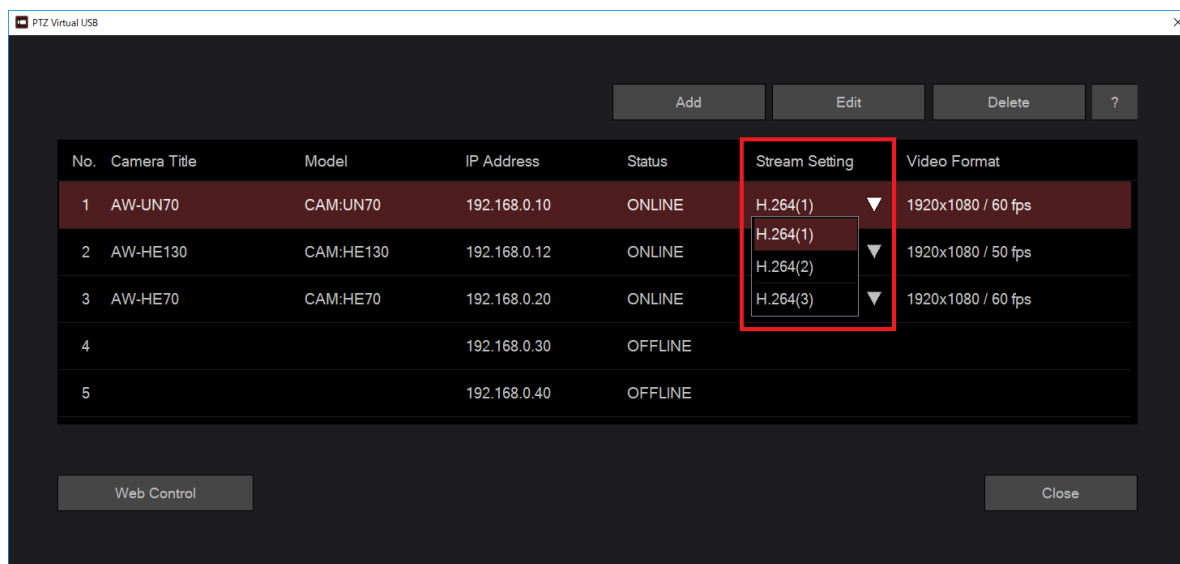 PTZ Virtual USB
Add Edit Delete ?
No. Camera Title Model IP Address Status Stream Setting Video Format
1 AW-UN70 CAM:UN70 192.168.0.10 ONLINE H.264(1) 1920x1080 / 60 fps
H.264(1)
2 AW-HE130 CAM:HE130 192.168.0.12 ONLINE 1920x1080 / 50 fps
H.264(2)
3 AW-HE70 CAM:HE70 192.168.0.20 ONLINE H.264(3) 1920x1080 / 60 fps
4 192.168.0.30 OFFLINE
5 192.168.0.40 OFFLINE
Web Control Close